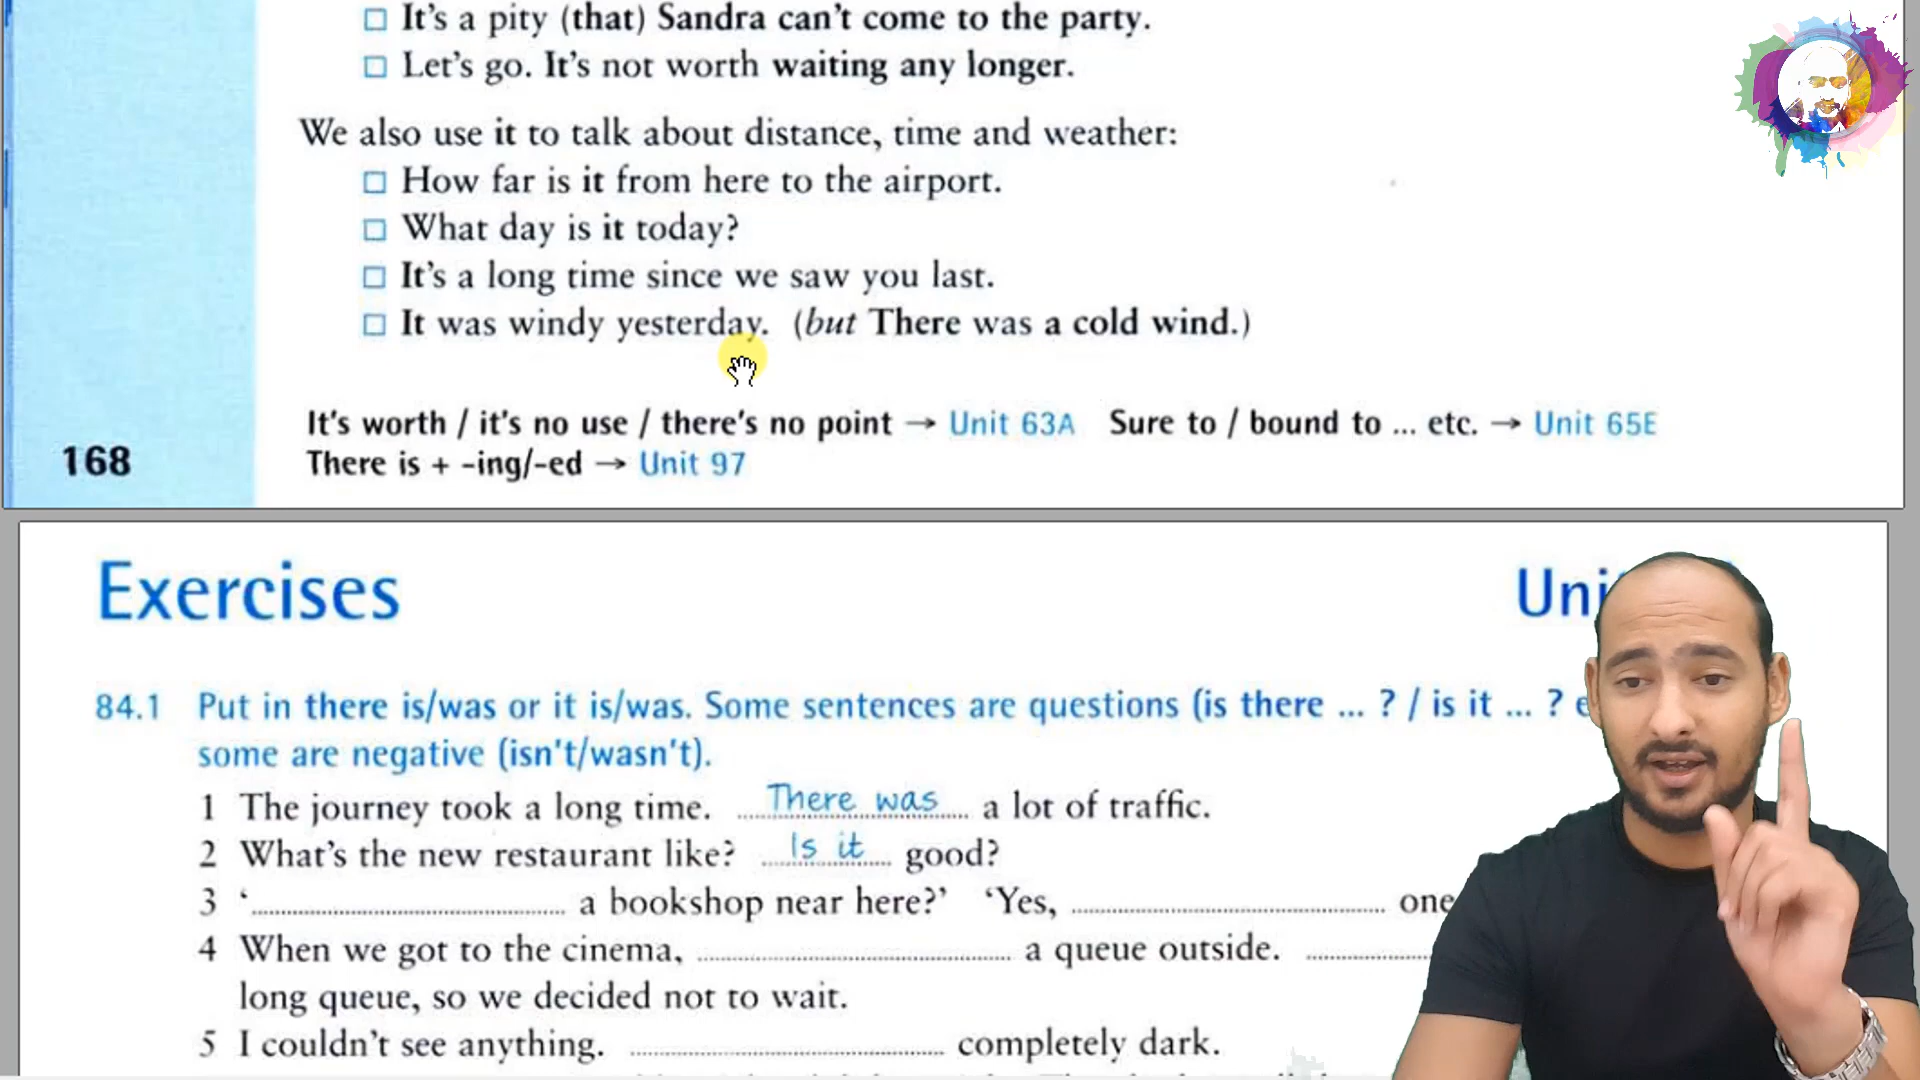 □ It's a pity (that) Sandra can't come to the party.
□ Let's go. It's not worth waiting any longer.
We also use it to talk about distance, time and weather:
□ How far is it from here to the airport.
□ What day is it today?
□ It's a long time since we saw you last.
□ It was windy yesterday. (but There was a cold wind.)
It's worth / it's no use / there's no point → Unit 63A Sure to / bound to ... etc. → Unit 65E
168 There is + -ing/-ed → Unit 97
Exercises Uni
84.1 Put in there is/was or it is/was. Some sentences are questions (is there ... ? / is it ... ? e
some are negative (isn't/wasn't).
1 The journey took a long time. There was a lot of traffic.
2 What's the new restaurant like? Is it good?
3 '.................... a bookshop near here?' 'Yes, .................... one
4 When we got to the cinema, .................... a queue outside. ..........
long queue, so we decided not to wait.
5 I couldn't see anything. .................... completely dark.